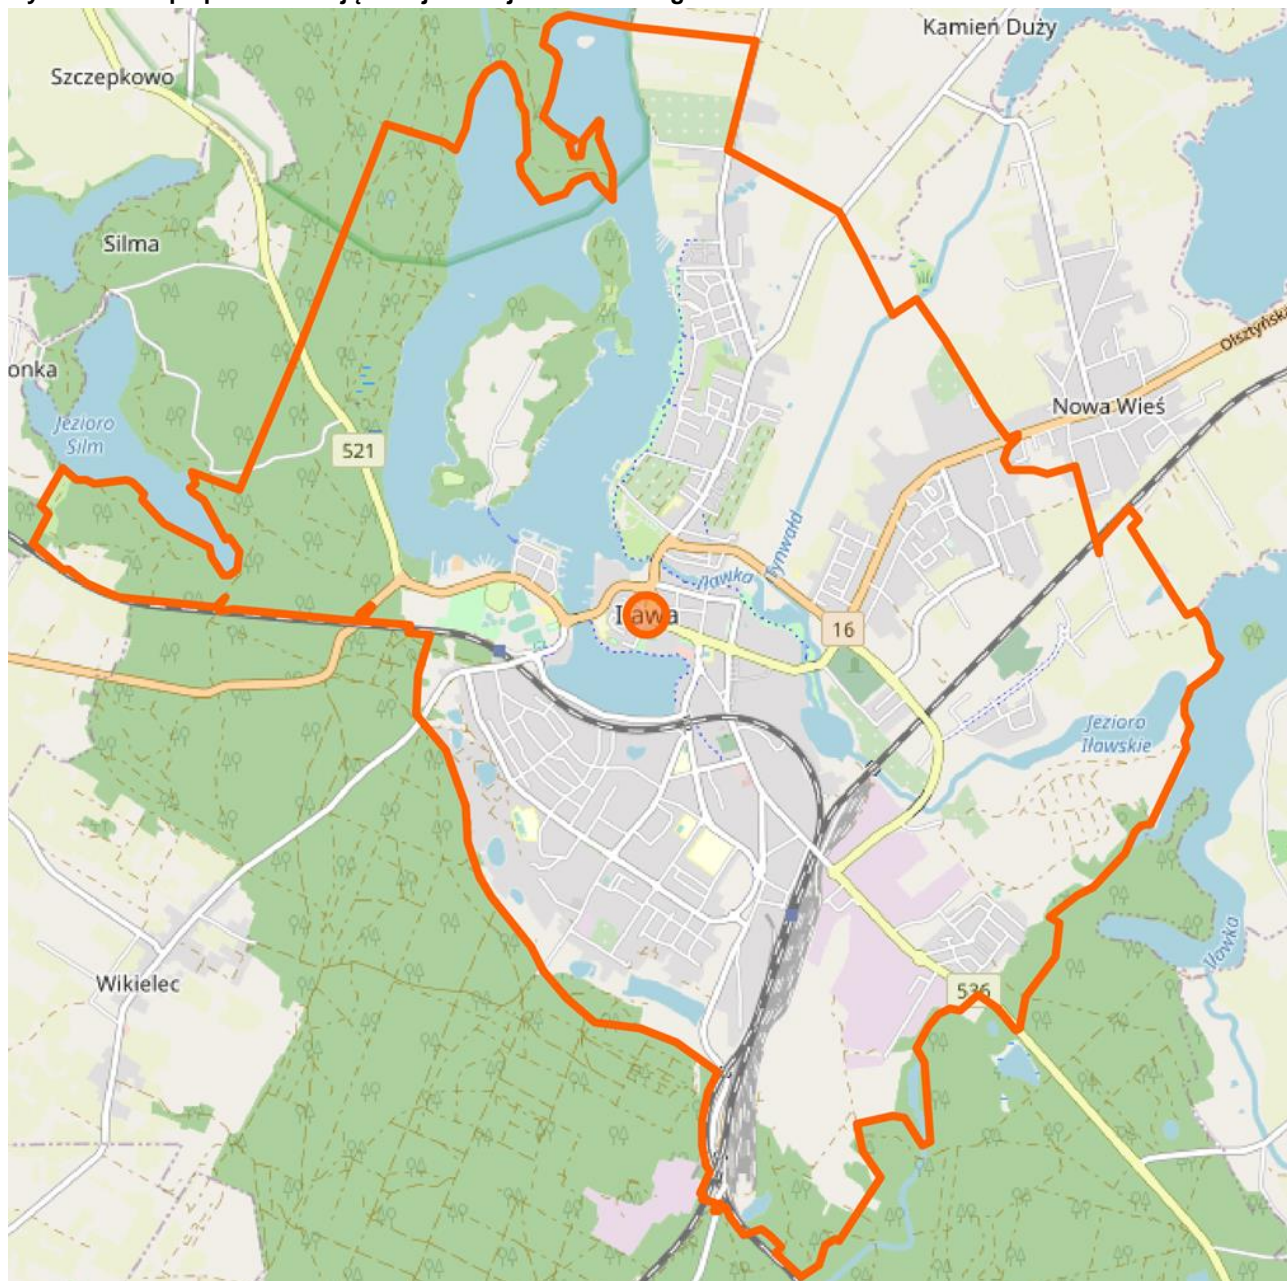 Kamień Duży
Szczepkowo
Silma
Olsztyńska
onka
Nowa Wieś
Jezioro
Silm
521
Tynwałd
Iławka
Iława
16
Jezioro
Iławskie
Iławka
Wikielec
536